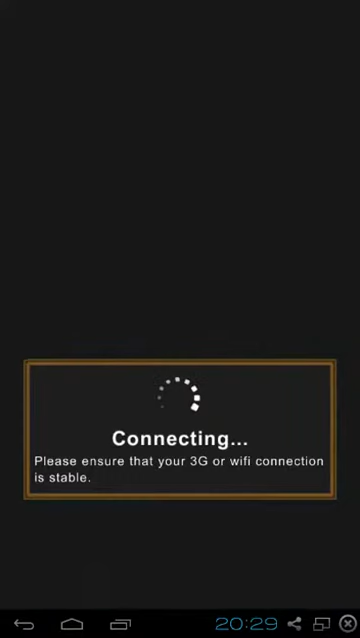 Connecting...
Please ensure that your 3G or wifi connection
is stable.
20:29